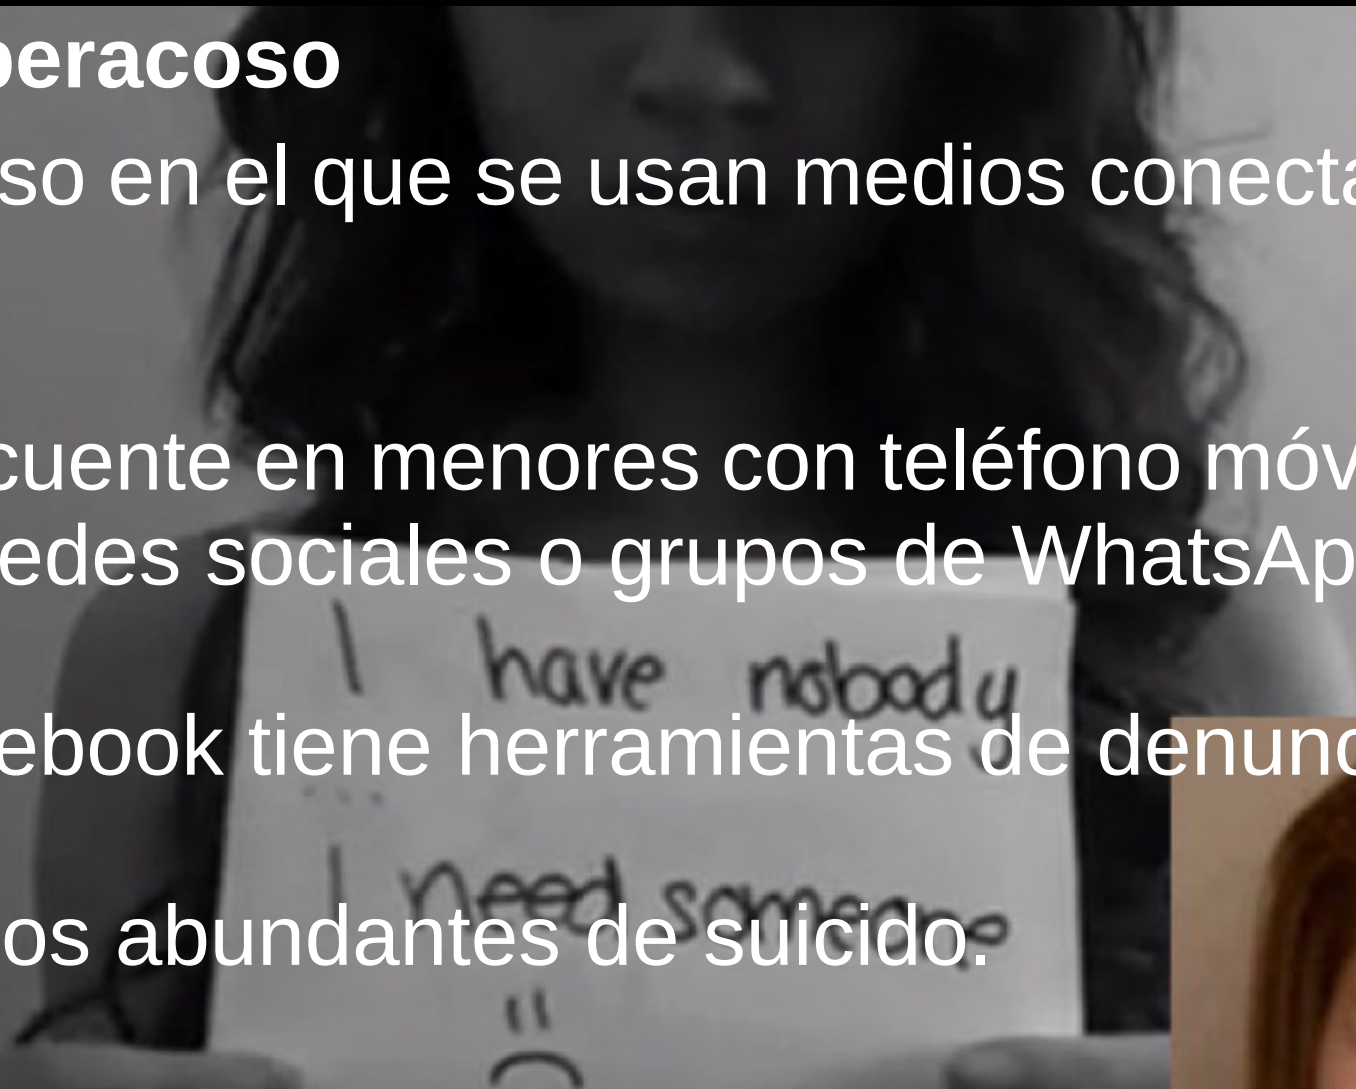 peracoso
so en el que se usan medios conecta
cuente en menores con teléfono móv
edes sociales o grupos de WhatsAp
I have nobody
ebook tiene herramientas de denunc
...
I need someone
os abundantes de suicido.
:(